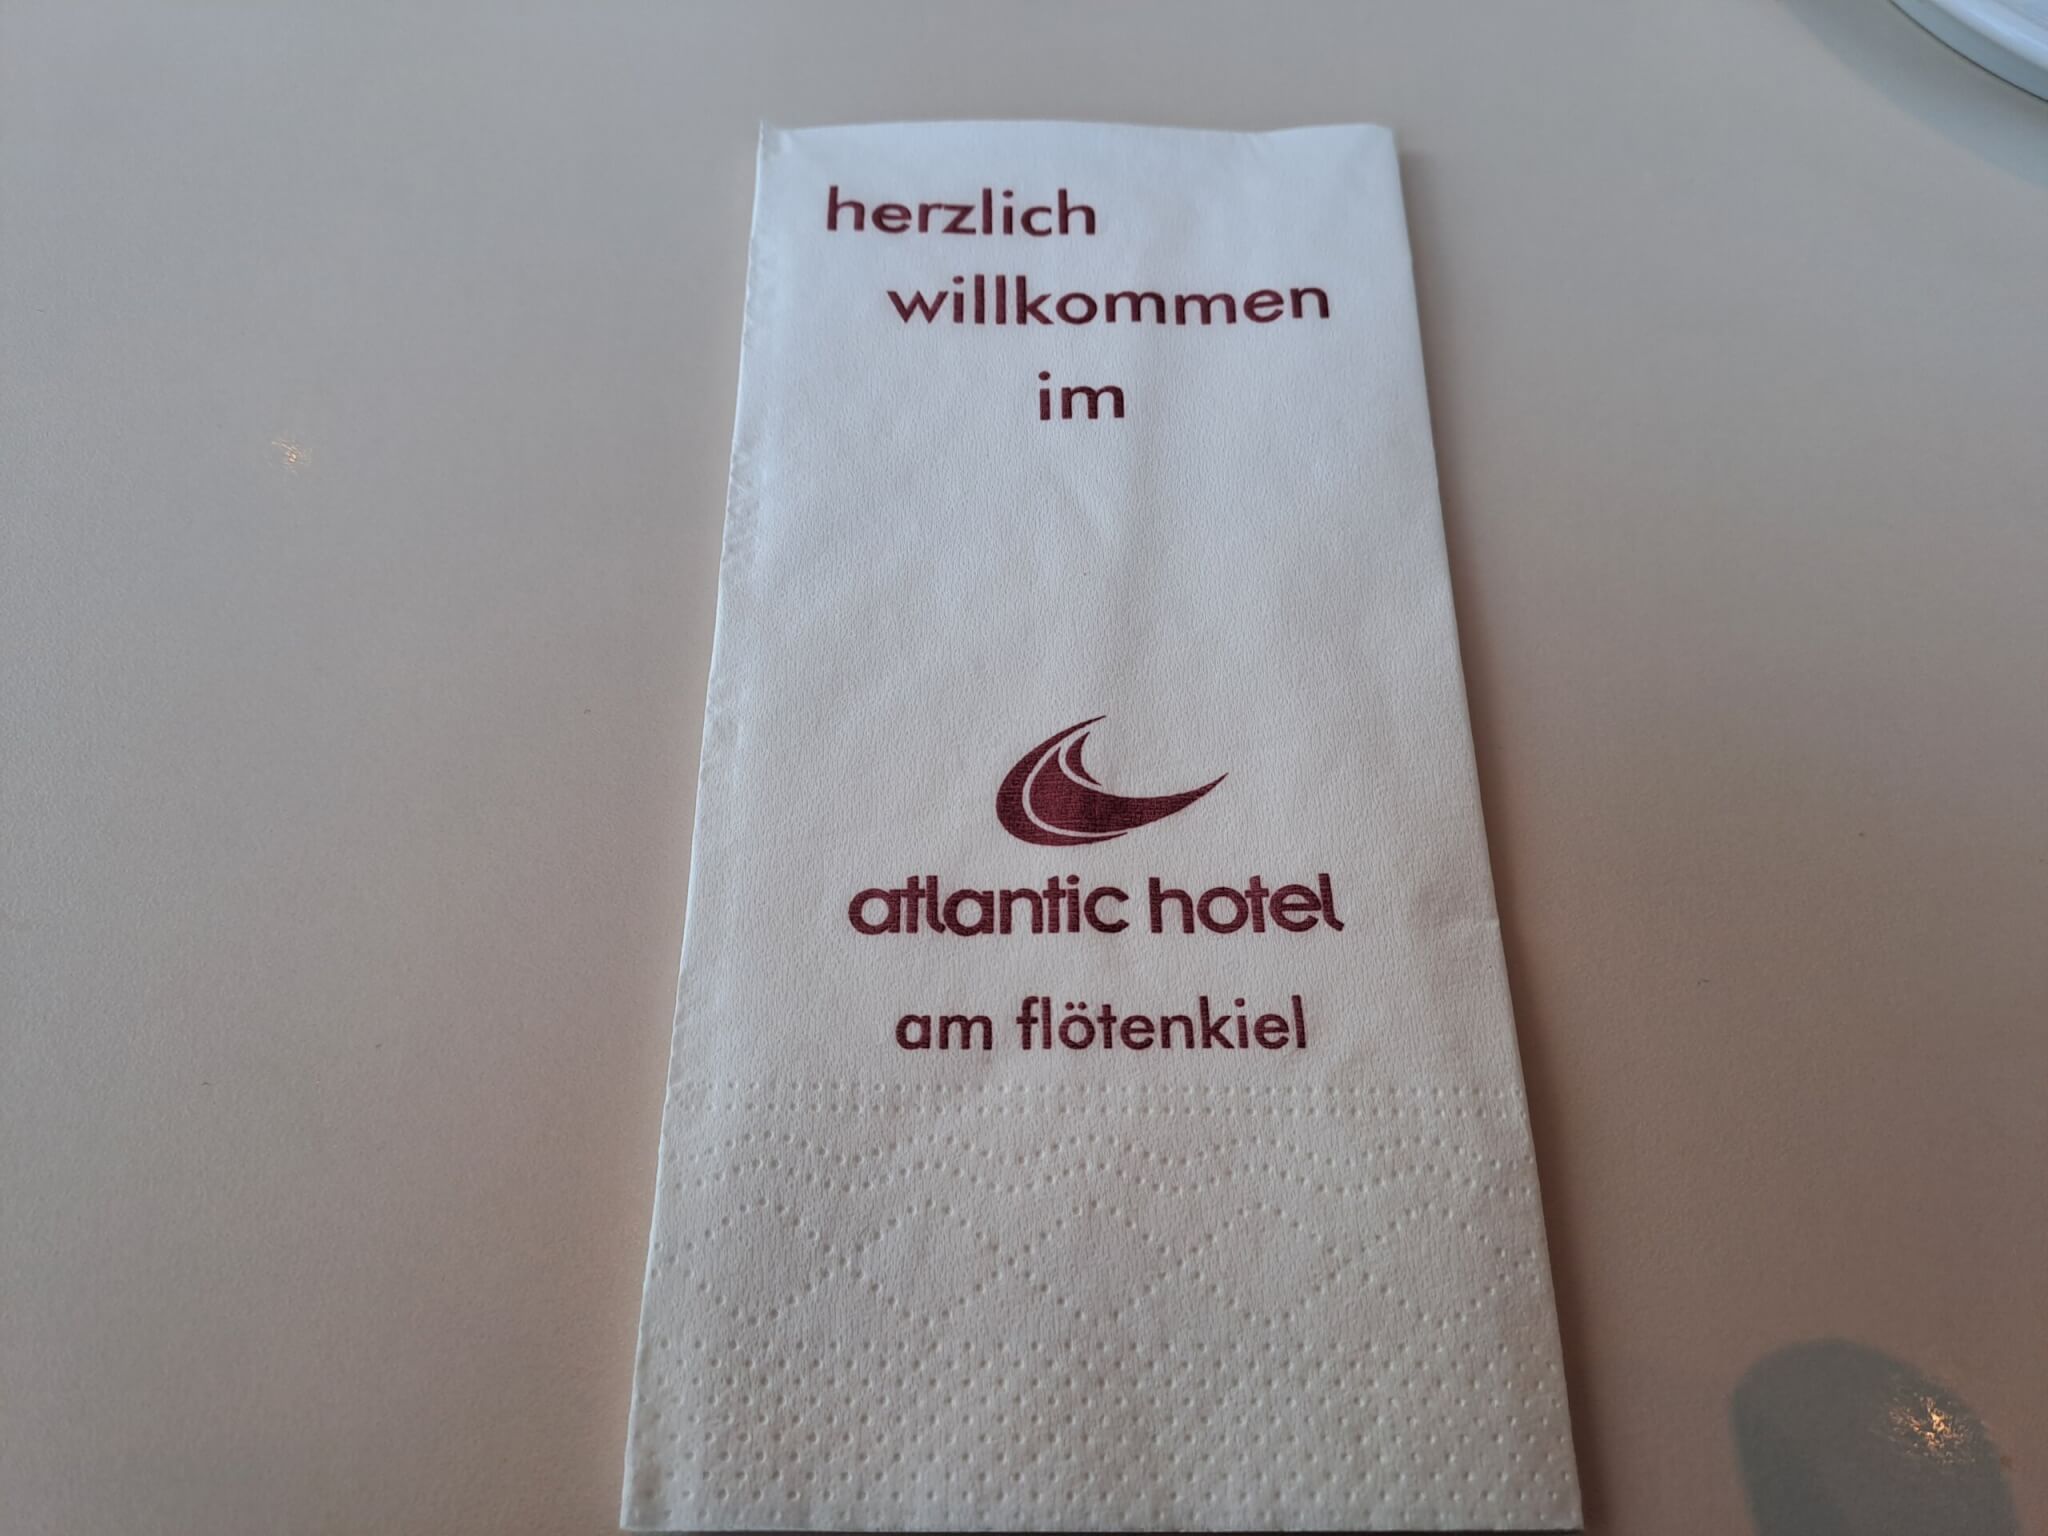 herzlich
willkommen
im
atlantic hotel
am flötenkiel